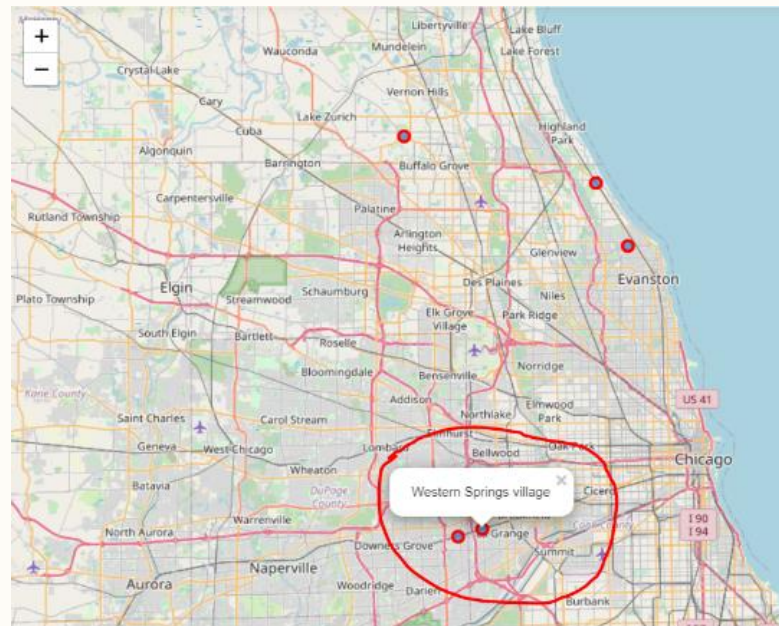 +
−
Libertyville
Lake Bluff
Wauconda
Mundelein
Lake Forest
Crystal Lake
Vernon Hills
Cary
Lake Zurich
Highland
Park
Cuba
Algonquin
Barrington
Buffalo Grove
Carpentersville
Palatine
Rutland Township
Arlington
Heights
Glenview
Evanston
Elgin
Des Plaines
Schaumburg
Niles
Plato Township
Streamwood
Elk Grove
Village
Park Ridge
South Elgin
Bartlett
Roselle
Norridge
Bloomingdale
Bensenville
Kane County
Addison
US 41
Elmwood
Park
Saint Charles
Carol Stream
Northlake
Elmhurst
Geneva
West Chicago
Lombard
Bellwood
Oak Park
Chicago
Wheaton
×
Batavia
DuPage
County
Western Springs village
Cicero
I 90
I 94
Warrenville
North Aurora
Grange
Downers Grove
Summit
Aurora
Naperville
Woodridge
Darien
Burbank